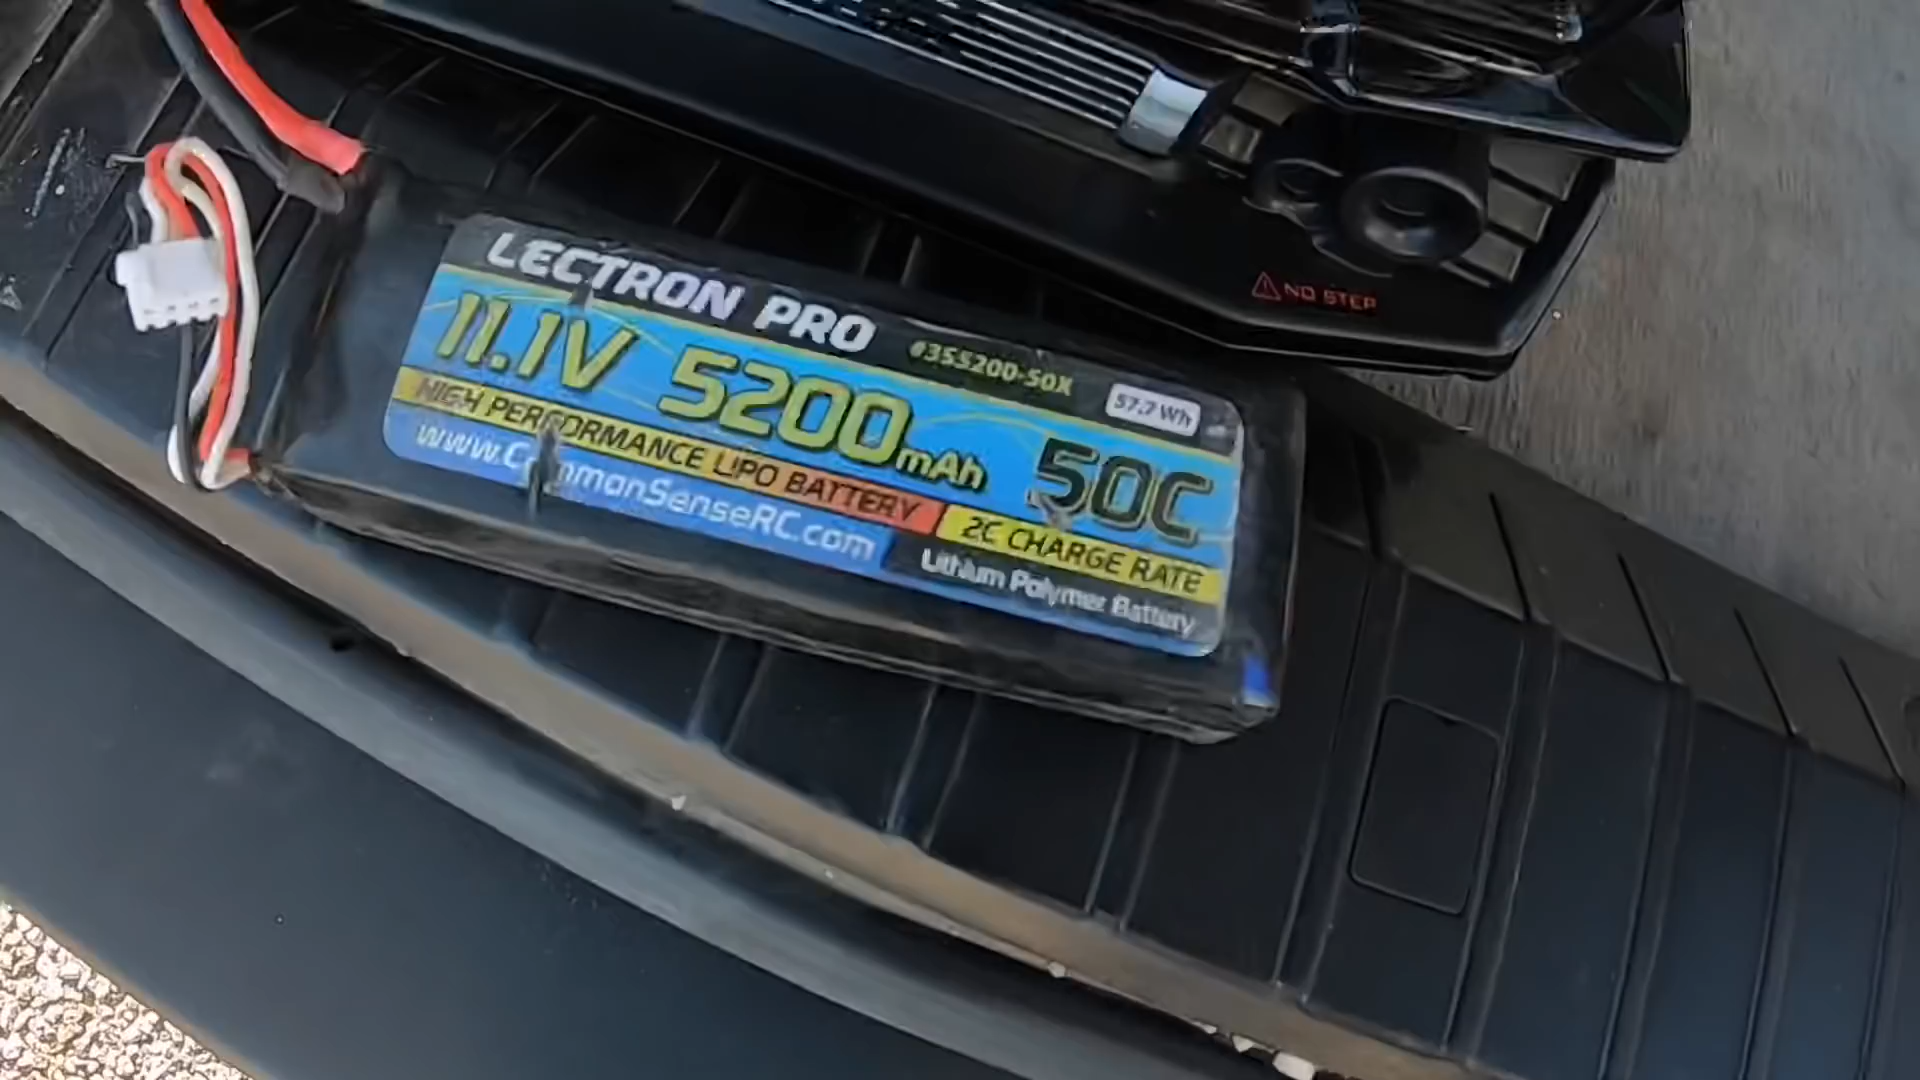 LECTRON PRO
#3S5200-50X
57.7 Wh
11.1V 5200mAh 50C
HIGH PERFORMANCE LIPO BATTERY
2C CHARGE RATE
www.CommonSenseRC.com
Lithium Polymer Battery
NO STEP